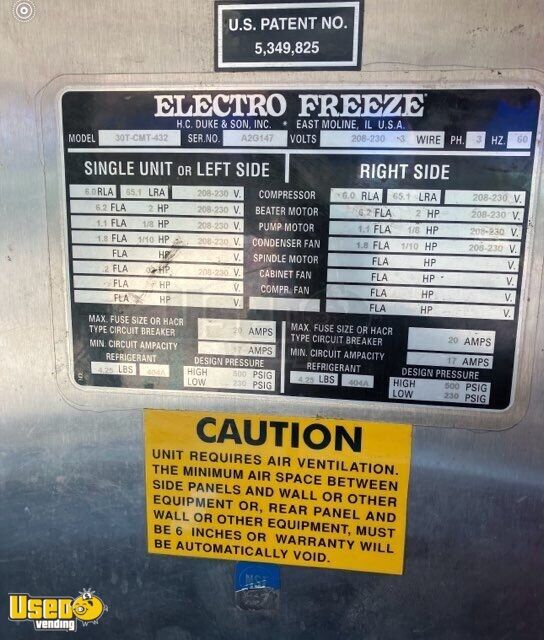 U.S. PATENT NO.
5,349,825
ELECTRO FREEZE®
H.C. DUKE & SON, INC. * EAST MOLINE, IL U.S.A.
MODEL 30T-CMT-432 SER.NO. A2G147 VOLTS 208-230 3 WIRE PH. 3 HZ. 60
SINGLE UNIT OR LEFT SIDE RIGHT SIDE
6.0 RLA 65.1 LRA 208-230 V. COMPRESSOR 6.0 RLA 65.1 LRA 208-230 V.
6.2 FLA 2 HP 208-230 V. BEATER MOTOR 6.2 FLA 2 HP 208-230 V.
1.1 FLA 1/8 HP 208-230 V. PUMP MOTOR 1.1 FLA 1/8 HP 208-230 V.
1.8 FLA 1/10 HP 208-230 V. CONDENSER FAN 1.8 FLA 1/10 HP 208-230 V.
FLA HP V. SPINDLE MOTOR FLA HP V.
.2 FLA HP 208-230 V. CABINET FAN FLA HP V.
FLA HP V. COMPR. FAN FLA HP V.
FLA HP V.
MAX. FUSE SIZE OR HACR TYPE CIRCUIT BREAKER 20 AMPS MAX. FUSE SIZE OR HACR TYPE CIRCUIT BREAKER 20 AMPS
MIN. CIRCUIT AMPACITY 17 AMPS MIN. CIRCUIT AMPACITY 17 AMPS
REFRIGERANT DESIGN PRESSURE REFRIGERANT DESIGN PRESSURE
4.25 LBS 404A HIGH 500 PSIG 4.25 LBS 404A HIGH 500 PSIG
LOW 230 PSIG LOW 230 PSIG
CAUTION
UNIT REQUIRES AIR VENTILATION.
THE MINIMUM AIR SPACE BETWEEN
SIDE PANELS AND WALL OR OTHER
EQUIPMENT OR, REAR PANEL AND
WALL OR OTHER EQUIPMENT, MUST
BE 6 INCHES OR WARRANTY WILL
BE AUTOMATICALLY VOID.
NSF
Used vending